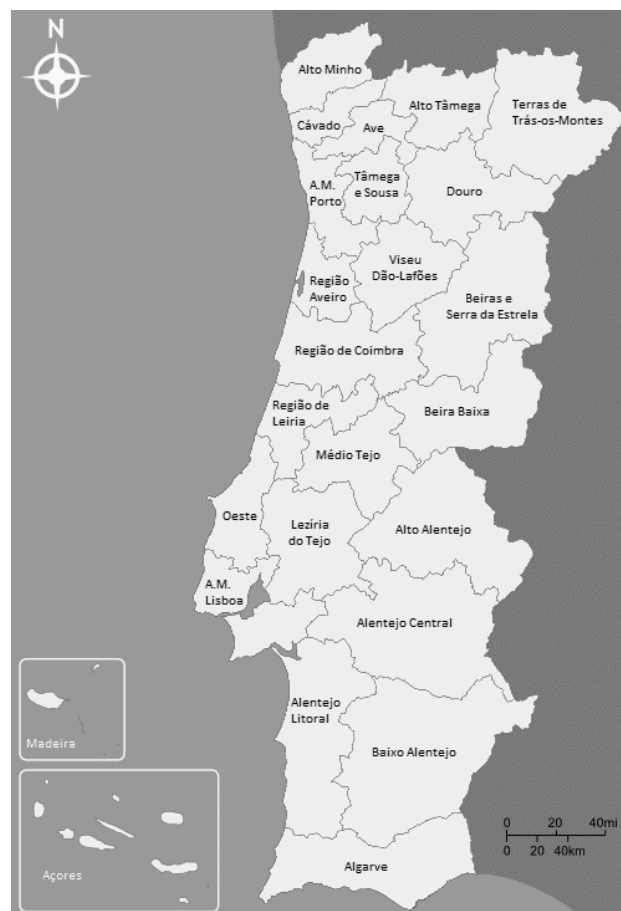 N
Alto Minho
Alto Tâmega
Terras de
Trás-os-Montes
Cávado
Ave
A.M.
Porto
Tâmega
e Sousa
Douro
Viseu
Dão-Lafões
Região
Aveiro
Beiras e
Serra da Estrela
Região de Coimbra
Região de
Leiria
Beira Baixa
Médio Tejo
Oeste
Lezíria
do Tejo
Alto Alentejo
A.M.
Lisboa
Alentejo Central
Alentejo
Litoral
Baixo Alentejo
Madeira
Açores
Algarve
0 20 40mi
0 20 40km